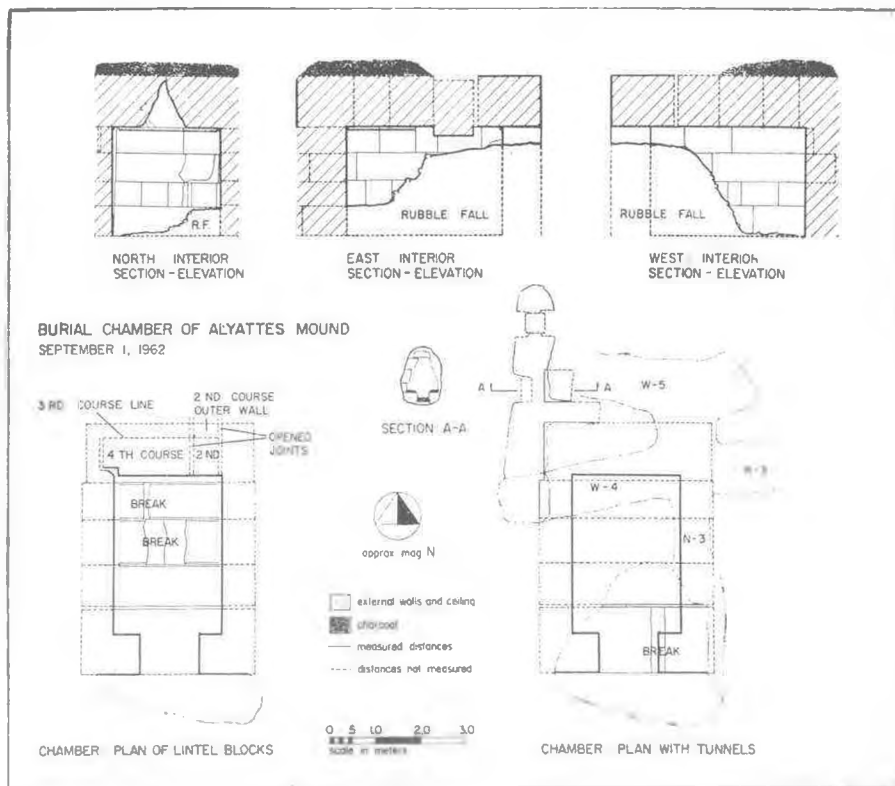 R.F.
NORTH INTERIOR
SECTION-ELEVATION
RUBBLE FALL
EAST INTERIOR
SECTION-ELEVATION
RUBBLE FALL
WEST INTERIOR
SECTION-ELEVATION
BURIAL CHAMBER OF ALYATTES MOUND
SEPTEMBER 1, 1962
3 RD COURSE LINE
2 ND COURSE
OUTER WALL
OPENED
JOINTS
4 TH COURSE
2 ND
BREAK
BREAK
CHAMBER PLAN OF LINTEL BLOCKS
SECTION A-A
approx mag N
external walls and ceiling
charcoal
measured distances
distances not measured
0 .5 1.0 2.0 3.0
scale in meters
A
A
W-5
W-4
N-3
BREAK
CHAMBER PLAN WITH TUNNELS